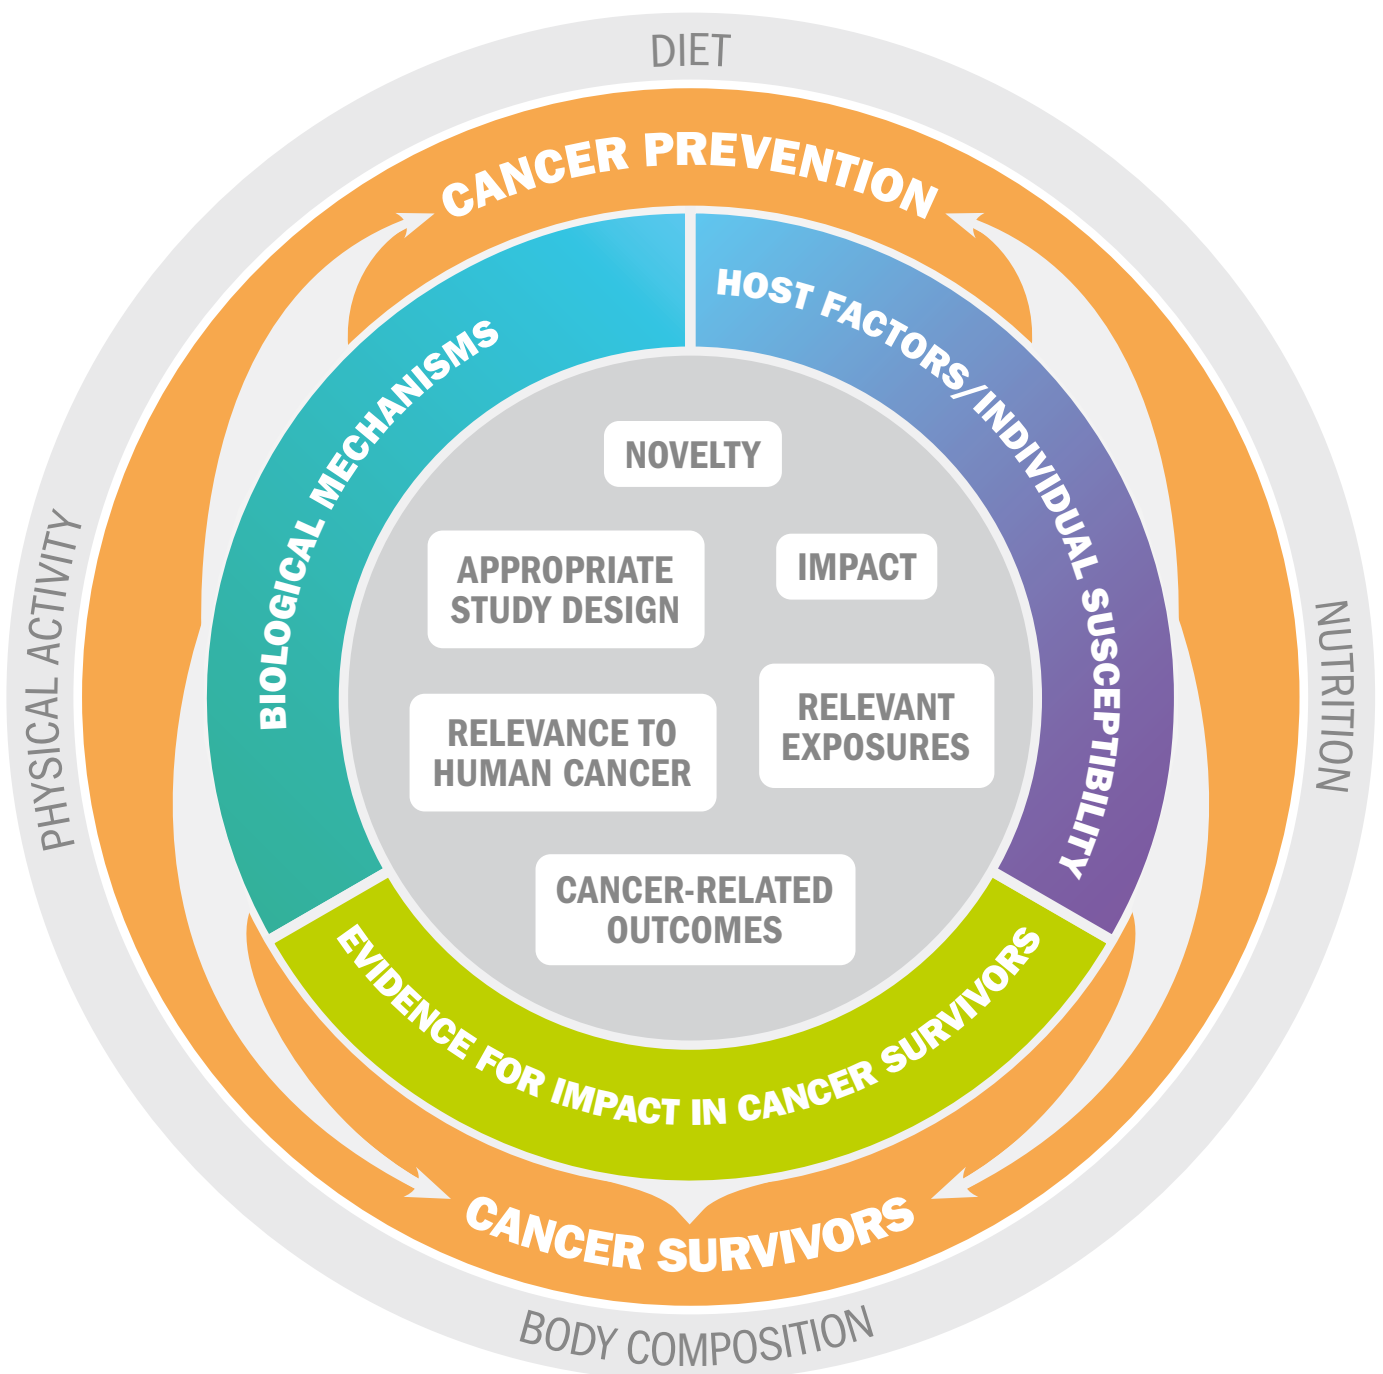 DIET
CANCER PREVENTION
HOST FACTORS/INDIVIDUAL SUSCEPTIBILITY
BIOLOGICAL MECHANISMS
NOVELTY
APPROPRIATE
STUDY DESIGN
IMPACT
RELEVANCE TO
HUMAN CANCER
RELEVANT
EXPOSURES
CANCER-RELATED
OUTCOMES
PHYSICAL ACTIVITY
NUTRITION
EVIDENCE FOR IMPACT IN CANCER SURVIVORS
CANCER SURVIVORS
BODY COMPOSITION